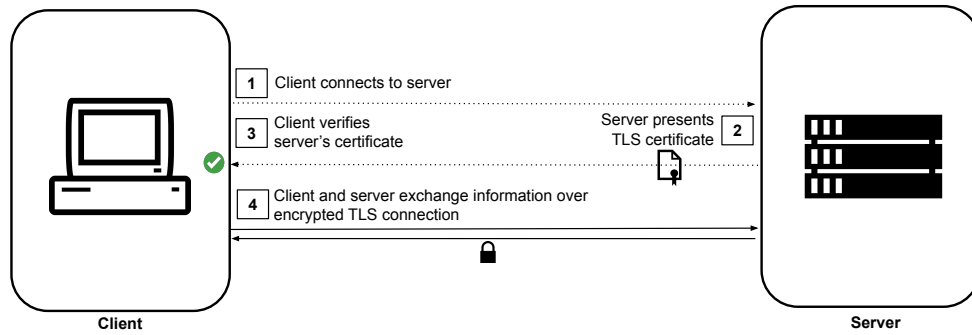 1 Client connects to server
Server presents
TLS certificate
2
3
Client verifies
server's certificate
4
Client and server exchange information over
encrypted TLS connection
Client
Server